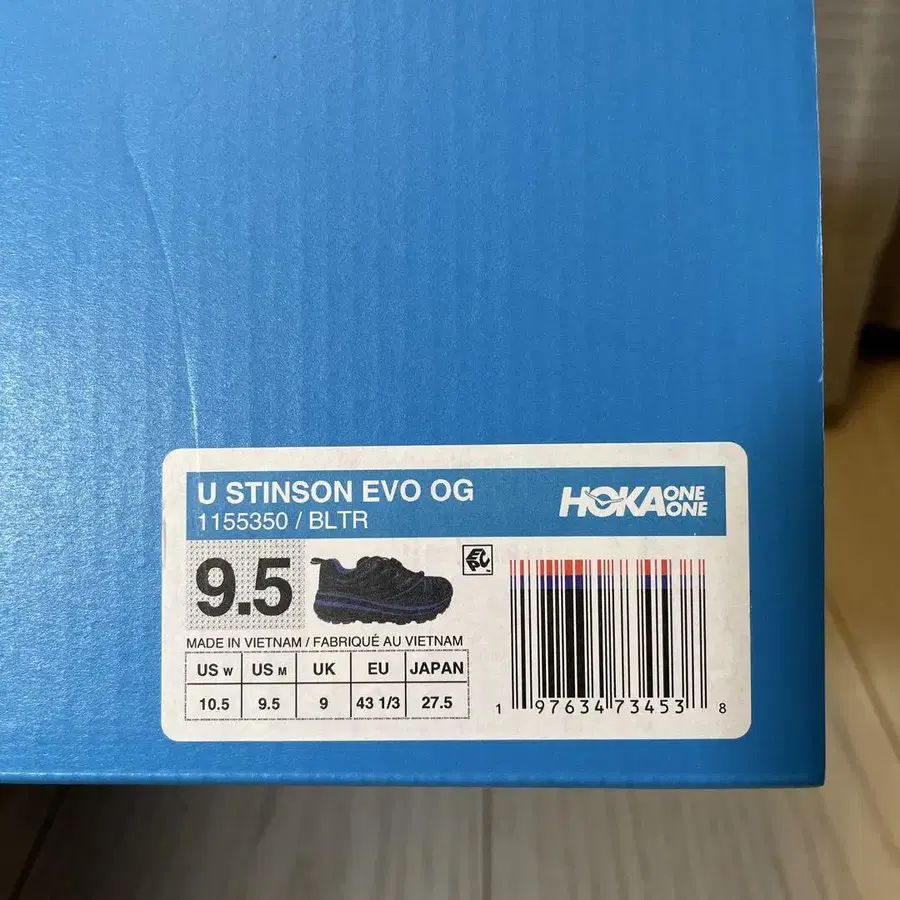 U STINSON EVO OG
1155350 / BLTR
HOKA ONE ONE
9.5
MADE IN VIETNAM / FABRIQUÉ AU VIETNAM
US W US M UK EU JAPAN
10.5 9.5 9 43 1/3 27.5
1 97634 73453 8